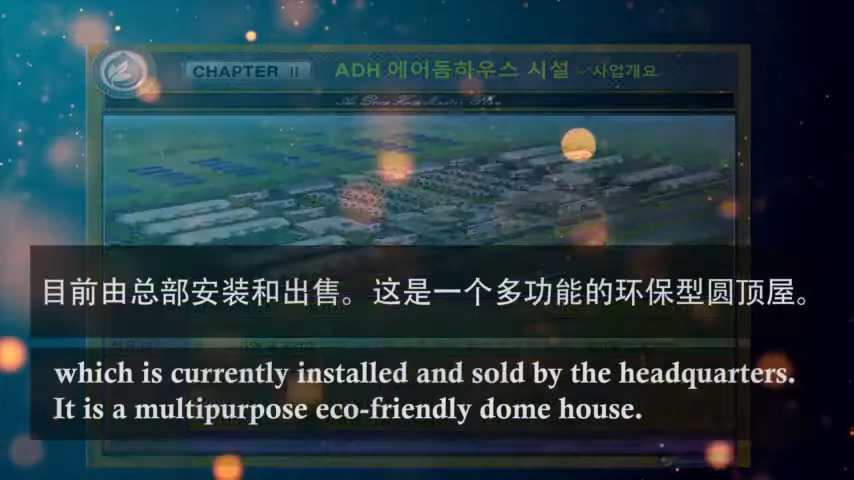 CHAPTER II
ADH 에어돔하우스 시설 - 사업개요
目前由总部安装和出售。这是一个多功能的环保型圆顶屋。
which is currently installed and sold by the headquarters.
It is a multipurpose eco-friendly dome house.